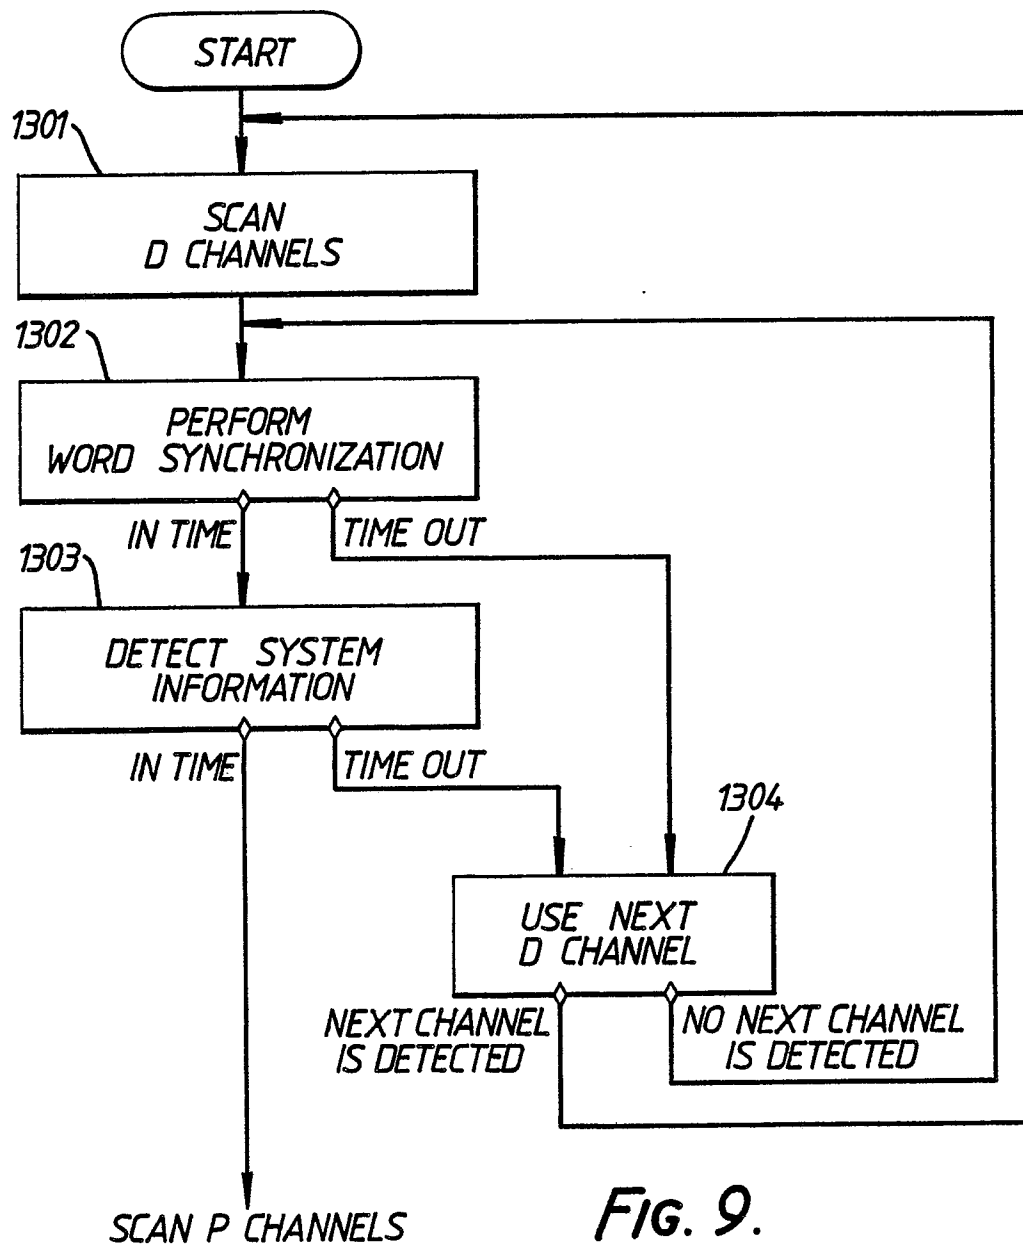 START
1301
SCAN
D CHANNELS
1302
PERFORM
WORD SYNCHRONIZATION
IN TIME
TIME OUT
1303
DETECT SYSTEM
INFORMATION
IN TIME
TIME OUT
1304
USE NEXT
D CHANNEL
NEXT CHANNEL
IS DETECTED
NO NEXT CHANNEL
IS DETECTED
SCAN P CHANNELS
FIG. 9.